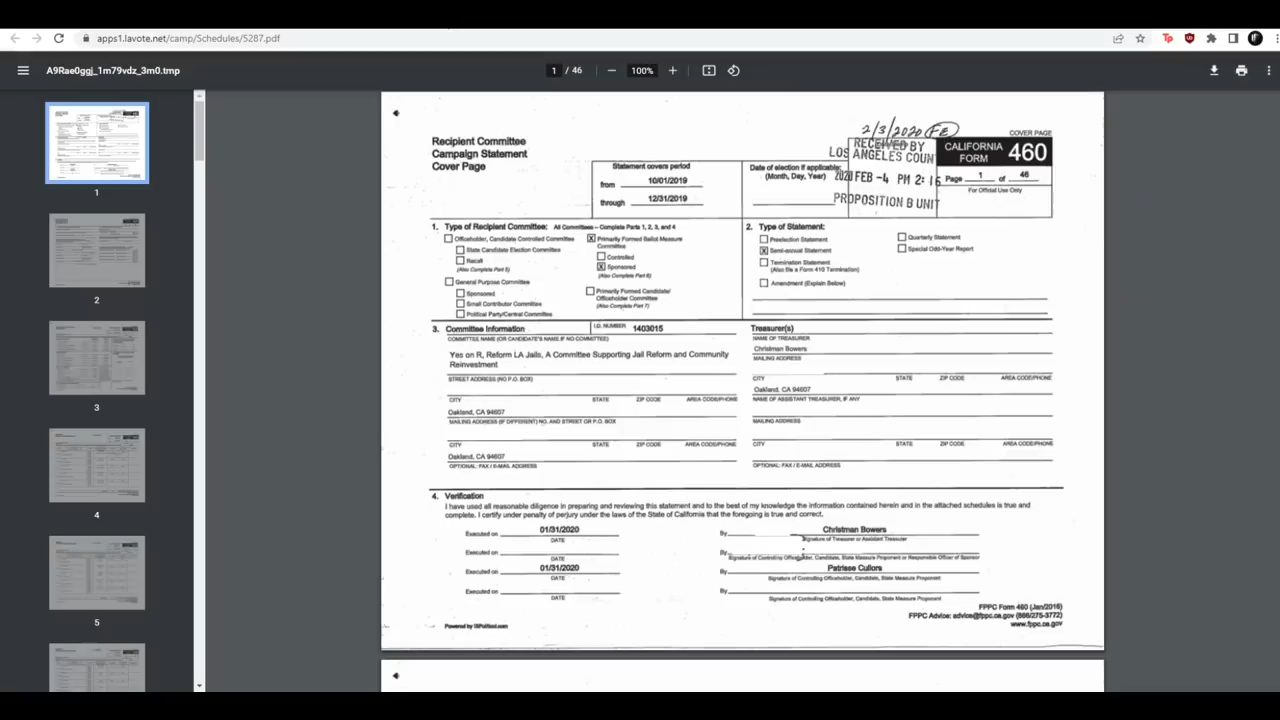 apps1.lavote.net/camp/Schedules/5287.pdf
A9Rae0ggj_1m79vdz_3m0.tmp
1 / 46
100%
1
2
3
4
5
2/3/2020 (FE)
Recipient Committee
Campaign Statement
Cover Page
Statement covers period
from 10/01/2019
through 12/31/2019
Date of election if applicable:
(Month, Day, Year)
RECEIVED BY
LOS ANGELES COUN
2020 FEB -4 PM 2: 16
PROPOSITION B UNIT
COVER PAGE
CALIFORNIA
FORM 460
Page 1 of 46
For Official Use Only
1. Type of Recipient Committee: All Committees – Complete Parts 1, 2, 3, and 4
Officeholder, Candidate Controlled Committee
State Candidate Election Committee
Recall
(Also Complete Part 5)
General Purpose Committee
Sponsored
Small Contributor Committee
Political Party/Central Committee
X Primarily Formed Ballot Measure
Committee
Controlled
X Sponsored
(Also Complete Part 6)
Primarily Formed Candidate/
Officeholder Committee
(Also Complete Part 7)
2. Type of Statement:
Preelection Statement
X Semi-annual Statement
Termination Statement
(Also file a Form 410 Termination)
Amendment (Explain Below)
Quarterly Statement
Special Odd-Year Report
3. Committee Information
I.D. NUMBER 1403015
COMMITTEE NAME (OR CANDIDATE'S NAME IF NO COMMITTEE)
Yes on R, Reform LA Jails, A Committee Supporting Jail Reform and Community
Reinvestment
STREET ADDRESS (NO P.O. BOX)
CITY STATE ZIP CODE AREA CODE/PHONE
Oakland, CA 94607
MAILING ADDRESS (IF DIFFERENT) NO. AND STREET OR P.O. BOX
CITY STATE ZIP CODE AREA CODE/PHONE
Oakland, CA 94607
OPTIONAL: FAX / E-MAIL ADDRESS
Treasurer(s)
NAME OF TREASURER
Christman Bowers
MAILING ADDRESS
CITY STATE ZIP CODE AREA CODE/PHONE
Oakland, CA 94607
NAME OF ASSISTANT TREASURER, IF ANY
MAILING ADDRESS
CITY STATE ZIP CODE AREA CODE/PHONE
OPTIONAL: FAX / E-MAIL ADDRESS
4. Verification
I have used all reasonable diligence in preparing and reviewing this statement and to the best of my knowledge the information contained herein and in the attached schedules is true and
complete. I certify under penalty of perjury under the laws of the State of California that the foregoing is true and correct.
Executed on 01/31/2020
DATE
By Christman Bowers
Signature of Treasurer or Assistant Treasurer
Executed on
DATE
By
Signature of Controlling Officeholder, Candidate, State Measure Proponent or Responsible Officer of Sponsor
Executed on 01/31/2020
DATE
By Patrisse Cullors
Signature of Controlling Officeholder, Candidate, State Measure Proponent
Executed on
DATE
By
Signature of Controlling Officeholder, Candidate, State Measure Proponent
FPPC Form 460 (Jan/2016)
FPPC Advice: advice@fppc.ca.gov (866/275-3772)
www.fppc.ca.gov